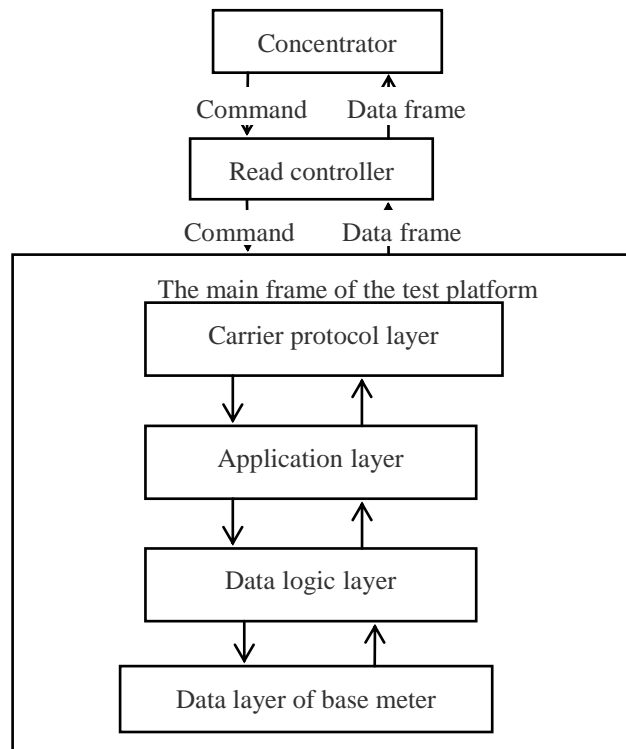 Concentrator
Command Data frame
Read controller
Command Data frame
The main frame of the test platform
Carrier protocol layer
Application layer
Data logic layer
Data layer of base meter